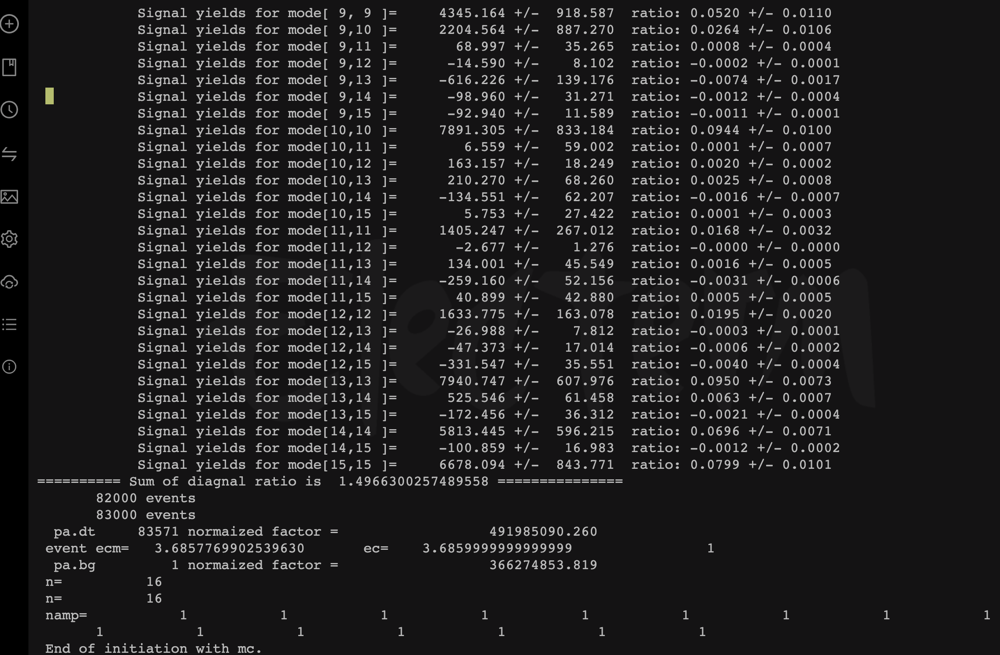 Signal yields for mode[ 9, 9 ]= 4345.164 +/- 918.587 ratio: 0.0520 +/- 0.0110
Signal yields for mode[ 9,10 ]= 2204.564 +/- 887.270 ratio: 0.0264 +/- 0.0106
Signal yields for mode[ 9,11 ]= 68.997 +/- 35.265 ratio: 0.0008 +/- 0.0004
Signal yields for mode[ 9,12 ]= -14.590 +/- 8.102 ratio: -0.0002 +/- 0.0001
Signal yields for mode[ 9,13 ]= -616.226 +/- 139.176 ratio: -0.0074 +/- 0.0017
Signal yields for mode[ 9,14 ]= -98.960 +/- 31.271 ratio: -0.0012 +/- 0.0004
Signal yields for mode[ 9,15 ]= -92.940 +/- 11.589 ratio: -0.0011 +/- 0.0001
Signal yields for mode[10,10 ]= 7891.305 +/- 833.184 ratio: 0.0944 +/- 0.0100
Signal yields for mode[10,11 ]= 6.559 +/- 59.002 ratio: 0.0001 +/- 0.0007
Signal yields for mode[10,12 ]= 163.157 +/- 18.249 ratio: 0.0020 +/- 0.0002
Signal yields for mode[10,13 ]= 210.270 +/- 68.260 ratio: 0.0025 +/- 0.0008
Signal yields for mode[10,14 ]= -134.551 +/- 62.207 ratio: -0.0016 +/- 0.0007
Signal yields for mode[10,15 ]= 5.753 +/- 27.422 ratio: 0.0001 +/- 0.0003
Signal yields for mode[11,11 ]= 1405.247 +/- 267.012 ratio: 0.0168 +/- 0.0032
Signal yields for mode[11,12 ]= -2.677 +/- 1.276 ratio: -0.0000 +/- 0.0000
Signal yields for mode[11,13 ]= 134.001 +/- 45.549 ratio: 0.0016 +/- 0.0005
Signal yields for mode[11,14 ]= -259.160 +/- 52.156 ratio: -0.0031 +/- 0.0006
Signal yields for mode[11,15 ]= 40.899 +/- 42.880 ratio: 0.0005 +/- 0.0005
Signal yields for mode[12,12 ]= 1633.775 +/- 163.078 ratio: 0.0195 +/- 0.0020
Signal yields for mode[12,13 ]= -26.988 +/- 7.812 ratio: -0.0003 +/- 0.0001
Signal yields for mode[12,14 ]= -47.373 +/- 17.014 ratio: -0.0006 +/- 0.0002
Signal yields for mode[12,15 ]= -331.547 +/- 35.551 ratio: -0.0040 +/- 0.0004
Signal yields for mode[13,13 ]= 7940.747 +/- 607.976 ratio: 0.0950 +/- 0.0073
Signal yields for mode[13,14 ]= 525.546 +/- 61.458 ratio: 0.0063 +/- 0.0007
Signal yields for mode[13,15 ]= -172.456 +/- 36.312 ratio: -0.0021 +/- 0.0004
Signal yields for mode[14,14 ]= 5813.445 +/- 596.215 ratio: 0.0696 +/- 0.0071
Signal yields for mode[14,15 ]= -100.859 +/- 16.983 ratio: -0.0012 +/- 0.0002
Signal yields for mode[15,15 ]= 6678.094 +/- 843.771 ratio: 0.0799 +/- 0.0101
========== Sum of diagnal ratio is 1.4966300257489558 ===============
82000 events
83000 events
pa.dt 83571 normaized factor = 491985090.260
event ecm= 3.6857769902539630 ec= 3.6859999999999999 1
pa.bg 1 normaized factor = 366274853.819
n= 16
n= 16
namp= 1 1 1 1 1 1 1 1 1
1 1 1 1 1 1 1
End of initiation with mc.
Electerm